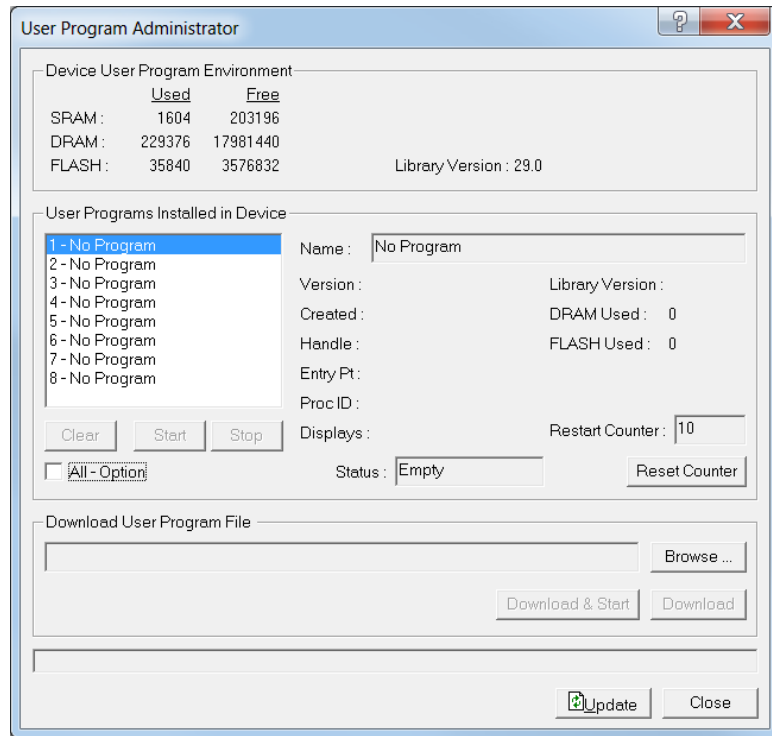 User Program Administrator
Device User Program Environment
Used Free
SRAM : 1604 203196
DRAM : 229376 17981440
FLASH : 35840 3576832 Library Version : 29.0
User Programs Installed in Device
1 - No Program
2 - No Program
3 - No Program
4 - No Program
5 - No Program
6 - No Program
7 - No Program
8 - No Program
Name : No Program
Version : Library Version :
Created : DRAM Used : 0
Handle : FLASH Used : 0
Entry Pt :
Proc ID :
Displays : Restart Counter : 10
Clear Start Stop
All - Option
Status : Empty Reset Counter
Download User Program File
Browse ...
Download & Start Download
Update Close